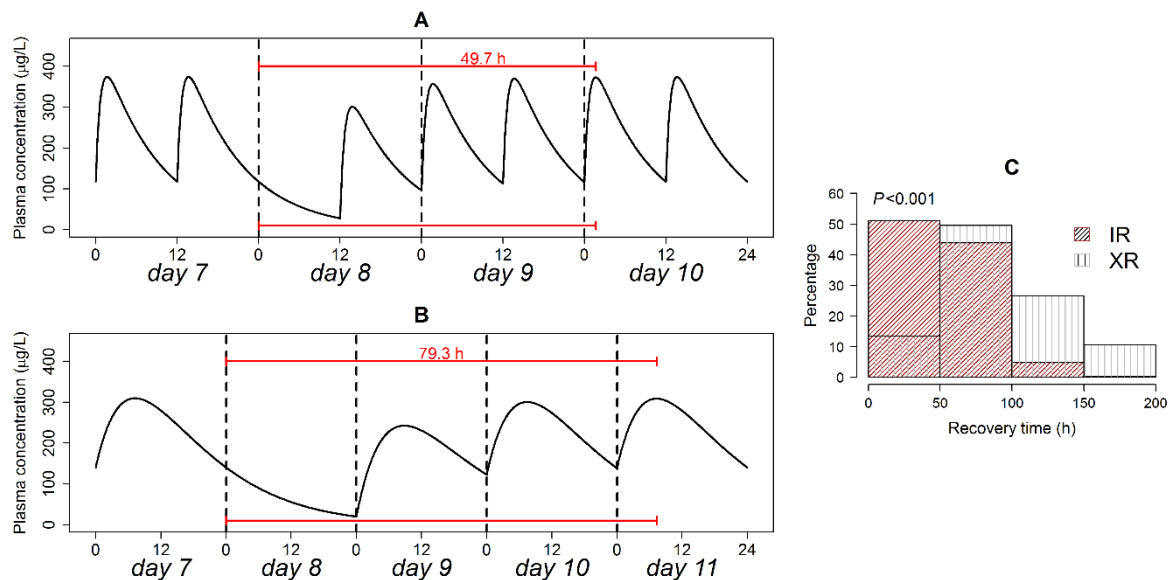 A
Plasma concentration (µg/L)
400
300
200
100
0
49.7 h
0 12 0 12 0 12 0 12 24
day 7 day 8 day 9 day 10
B
Plasma concentration (µg/L)
400
300
200
100
0
79.3 h
0 12 0 12 0 12 0 12 0 12 24
day 7 day 8 day 9 day 10 day 11
C
P<0.001
IR
XR
Percentage
60
50
40
30
20
10
0
0 50 100 150 200
Recovery time (h)